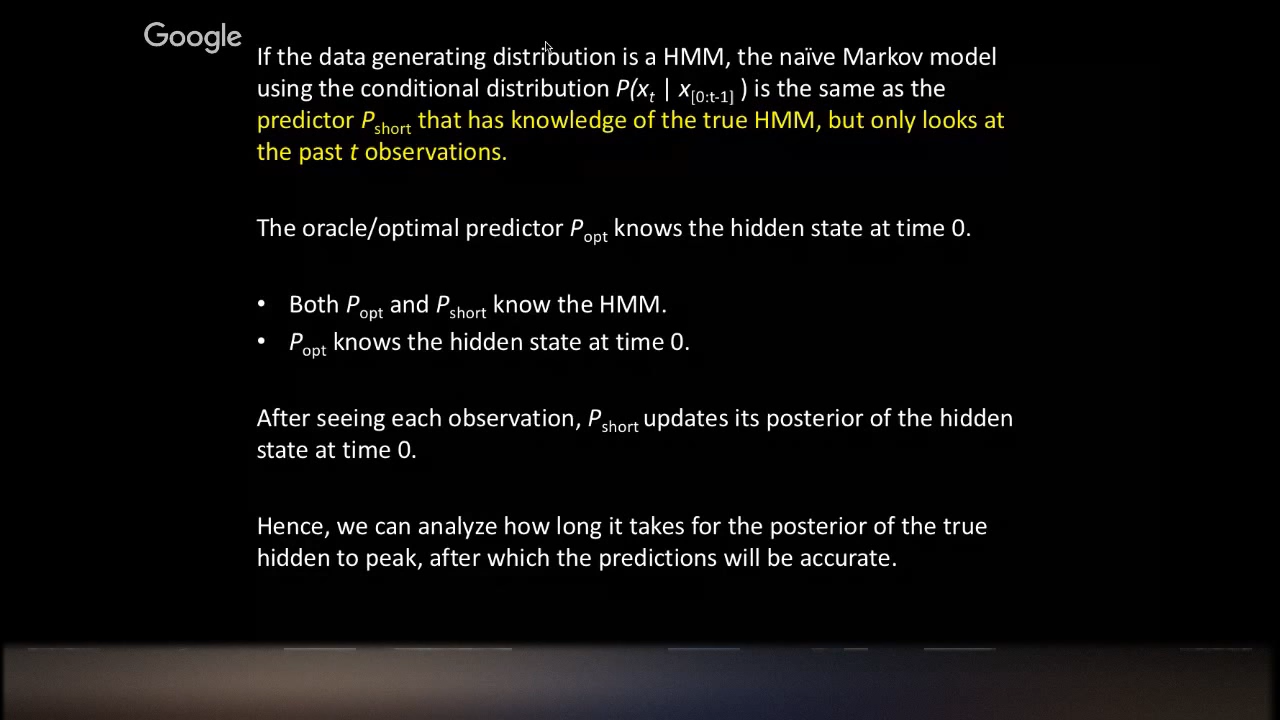 Google
If the data generating distribution is a HMM, the naïve Markov model
using the conditional distribution P(xt | x[0:t-1] ) is the same as the
predictor Pshort that has knowledge of the true HMM, but only looks at
the past t observations.
The oracle/optimal predictor Popt knows the hidden state at time 0.
• Both Popt and Pshort know the HMM.
• Popt knows the hidden state at time 0.
After seeing each observation, Pshort updates its posterior of the hidden
state at time 0.
Hence, we can analyze how long it takes for the posterior of the true
hidden to peak, after which the predictions will be accurate.